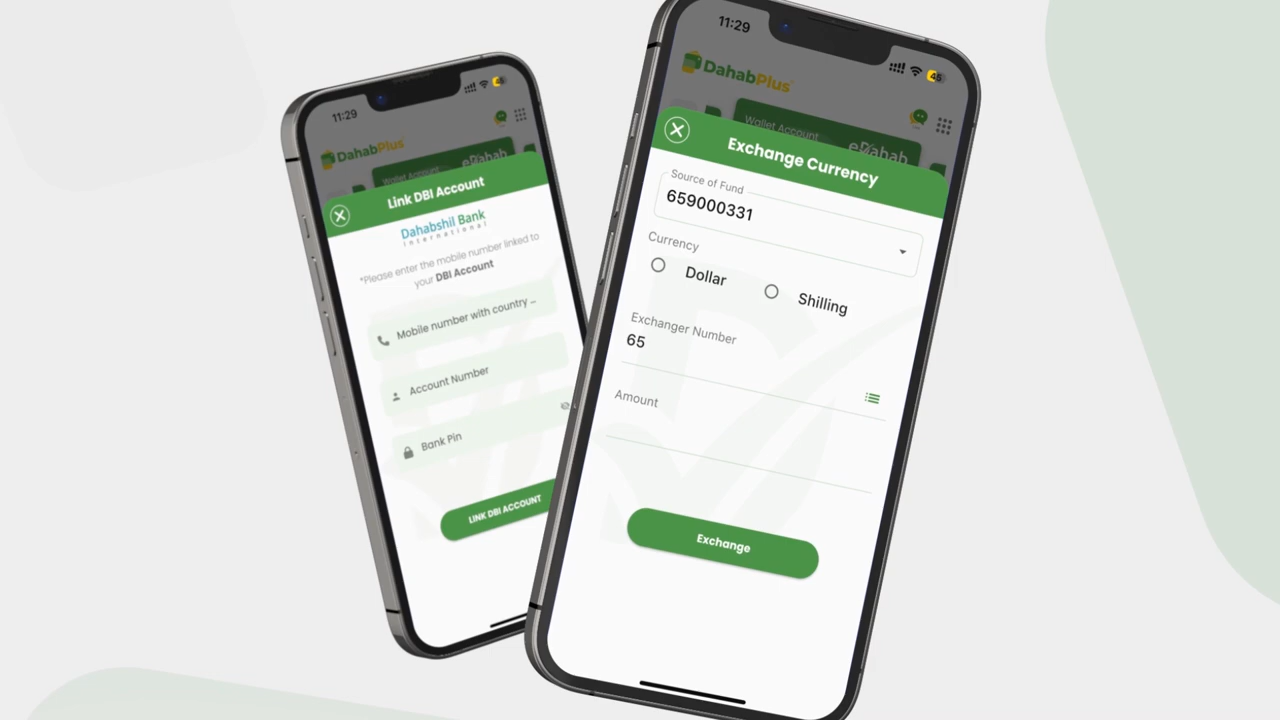 11:29
DahabPlus
Wallet Account
eDahab
Link DBI Account
Dahabshil Bank
International
*Please enter the mobile number linked to
your DBI Account
Mobile number with country ...
Account Number
Bank Pin
LINK DBI ACCOUNT
11:29
46
DahabPlus
Wallet Account
eDahab
Exchange Currency
Source of Fund
659000331
Currency
Dollar
Shilling
Exchanger Number
65
Amount
Exchange